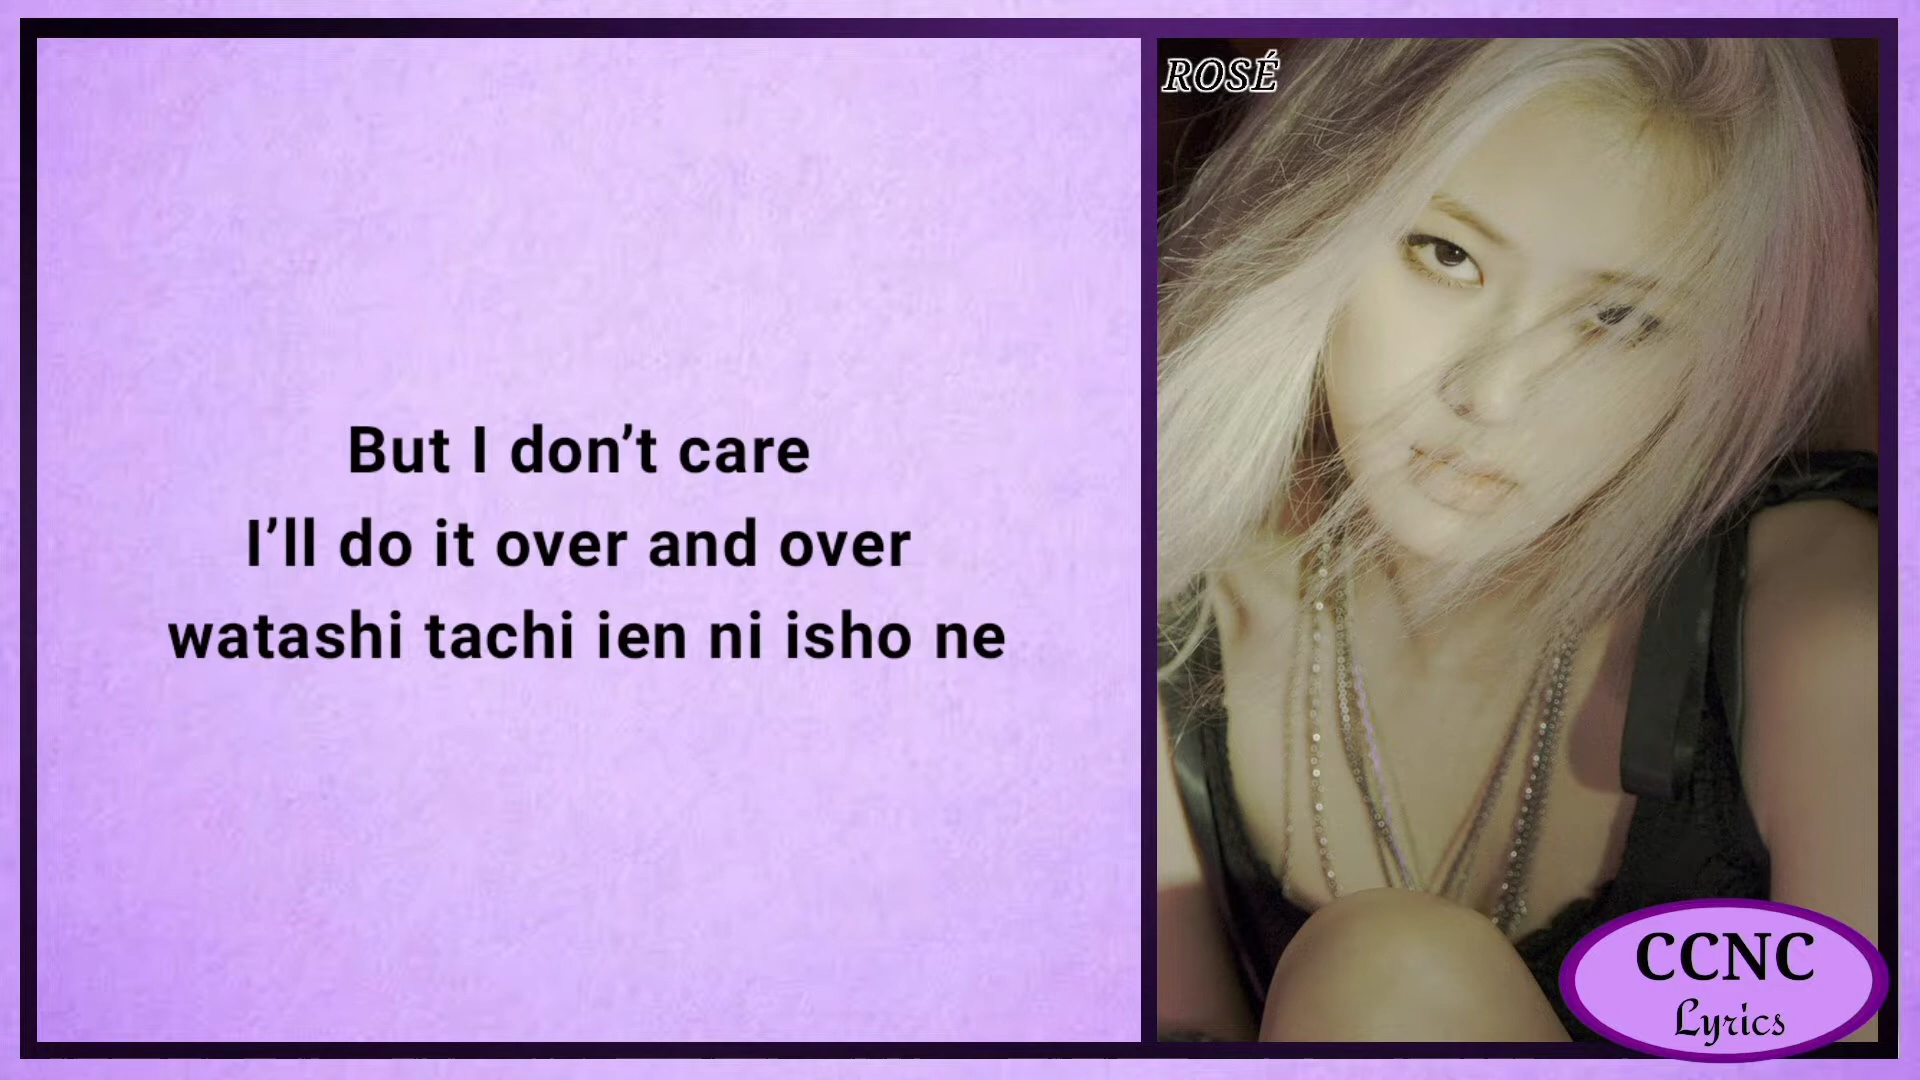 ROSÉ
But I don’t care
I’ll do it over and over
watashi tachi ien ni isho ne
CCNC
Lyrics